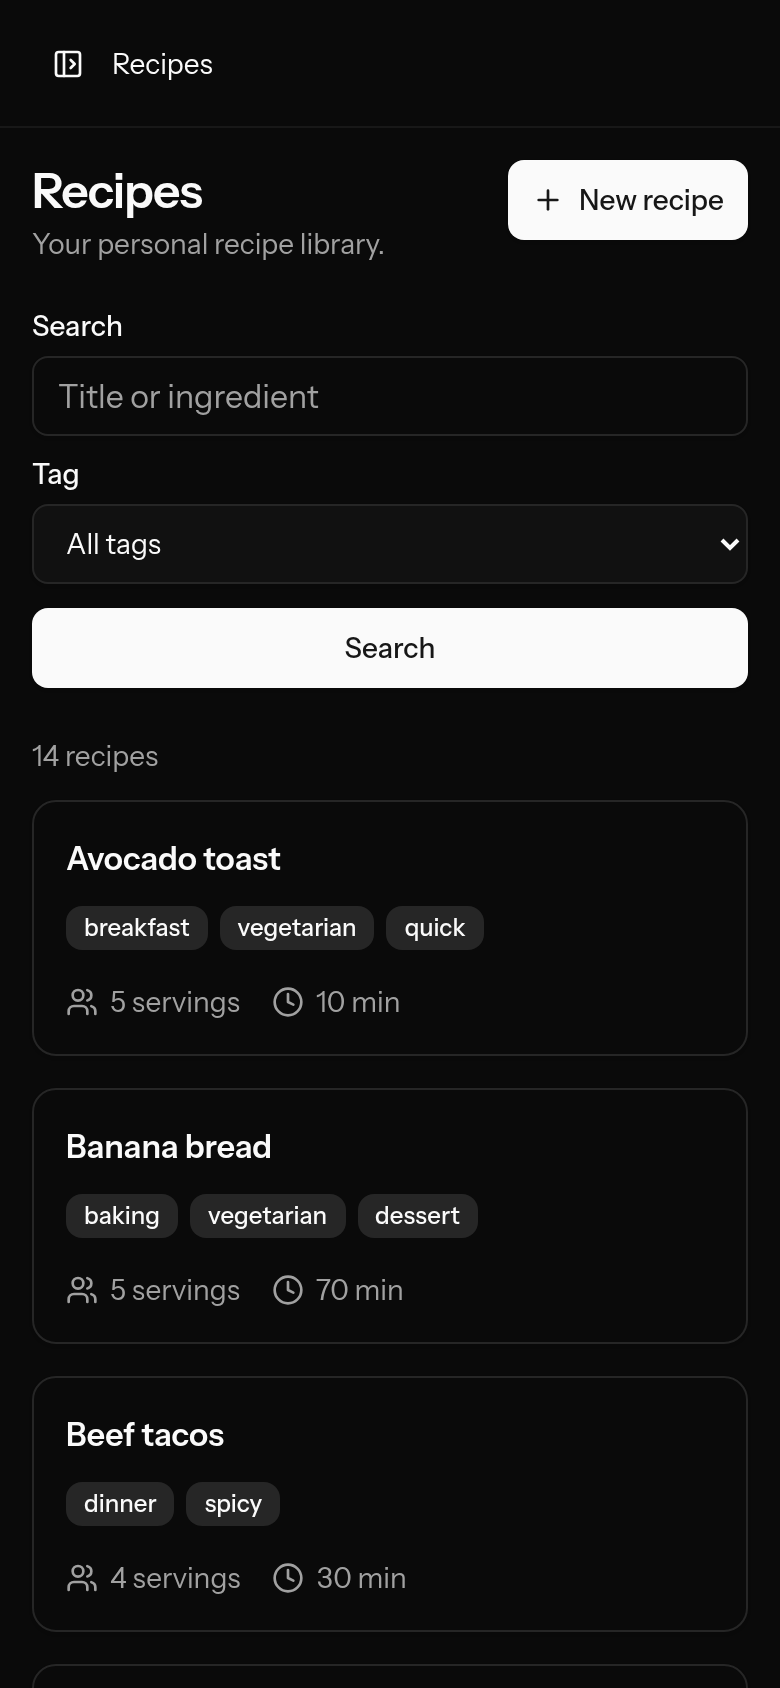 Recipes
Recipes
New recipe
Your personal recipe library.
Search
Title or ingredient
Tag
All tags
Search
14 recipes
Avocado toast
breakfast vegetarian quick
5 servings 10 min
Banana bread
baking vegetarian dessert
5 servings 70 min
Beef tacos
dinner spicy
4 servings 30 min